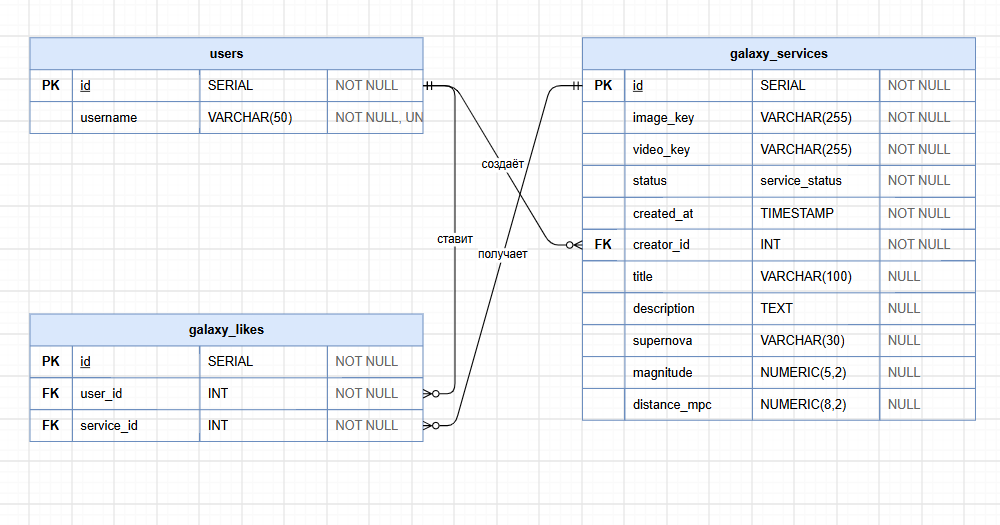 users
PK id SERIAL NOT NULL
username VARCHAR(50) NOT NULL, UN
galaxy_services
PK id SERIAL NOT NULL
image_key VARCHAR(255) NOT NULL
video_key VARCHAR(255) NOT NULL
status service_status NOT NULL
created_at TIMESTAMP NOT NULL
FK creator_id INT NOT NULL
title VARCHAR(100) NULL
description TEXT NULL
supernova VARCHAR(30) NULL
magnitude NUMERIC(5,2) NULL
distance_mpc NUMERIC(8,2) NULL
создаёт
ставит
получает
galaxy_likes
PK id SERIAL NOT NULL
FK user_id INT NOT NULL
FK service_id INT NOT NULL